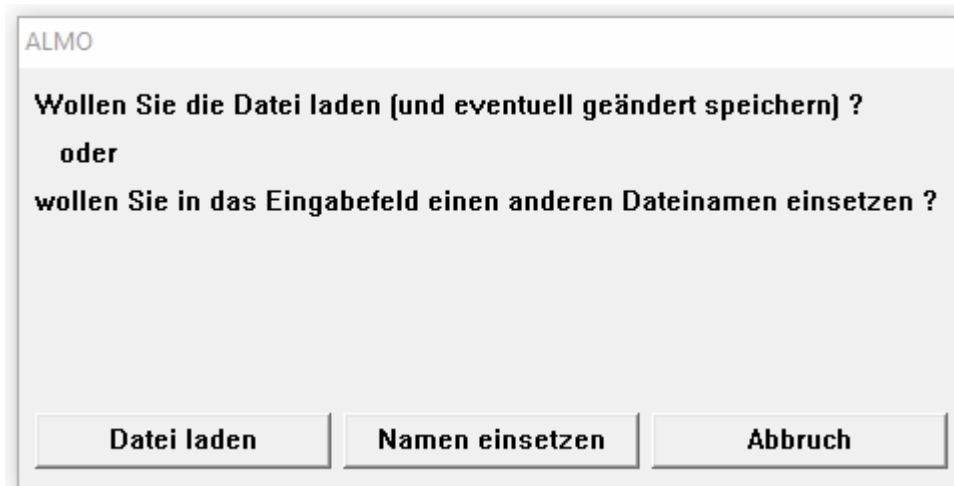 ALMO
Wollen Sie die Datei laden (und eventuell geändert speichern) ?
oder
wollen Sie in das Eingabefeld einen anderen Dateinamen einsetzen ?
Datei laden
Namen einsetzen
Abbruch